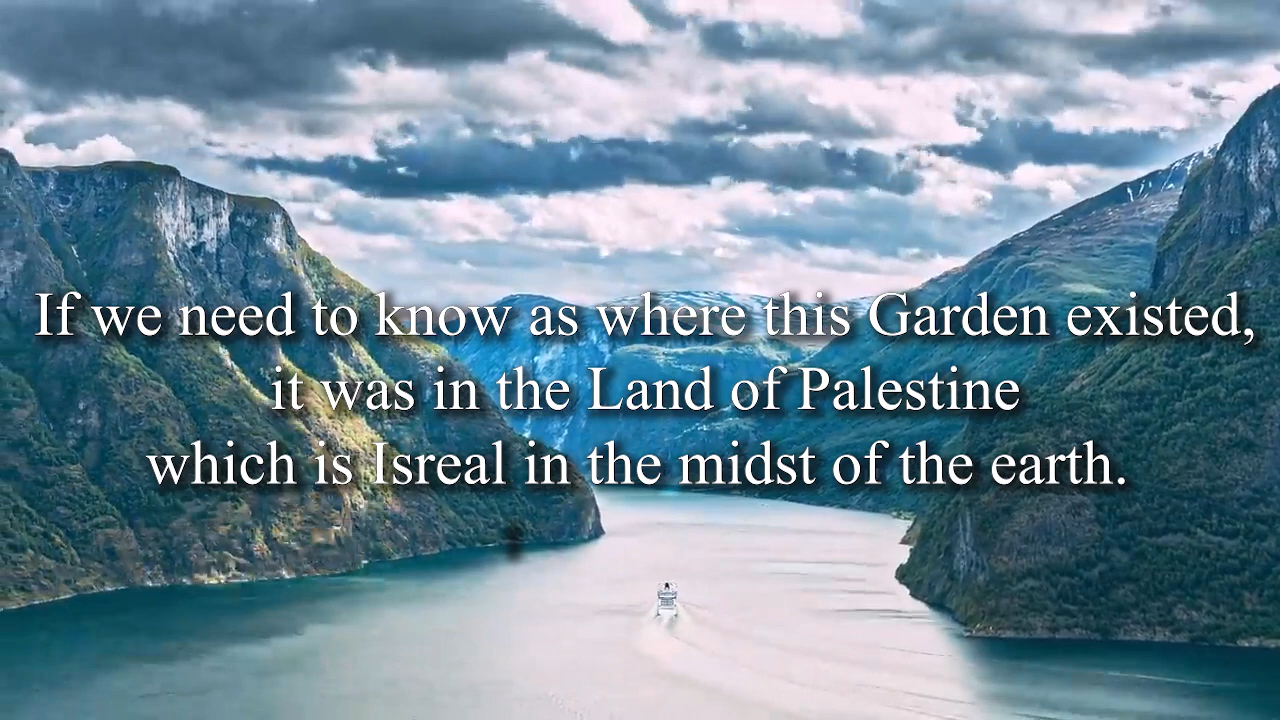 If we need to know as where this Garden existed,
it was in the Land of Palestine
which is Isreal in the midst of the earth.